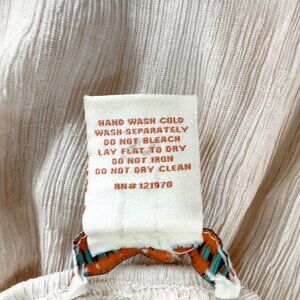 HAND WASH COLD
WASH SEPARATELY
DO NOT BLEACH
LAY FLAT TO DRY
DO NOT IRON
DO NOT DRY CLEAN
RN# 121970